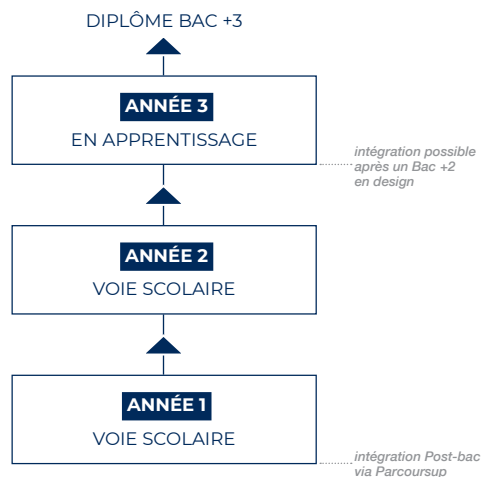 DIPLÔME BAC +3
ANNÉE 3
EN APPRENTISSAGE
intégration possible
après un Bac +2
en design
ANNÉE 2
VOIE SCOLAIRE
ANNÉE 1
VOIE SCOLAIRE
intégration Post-bac
via Parcoursup